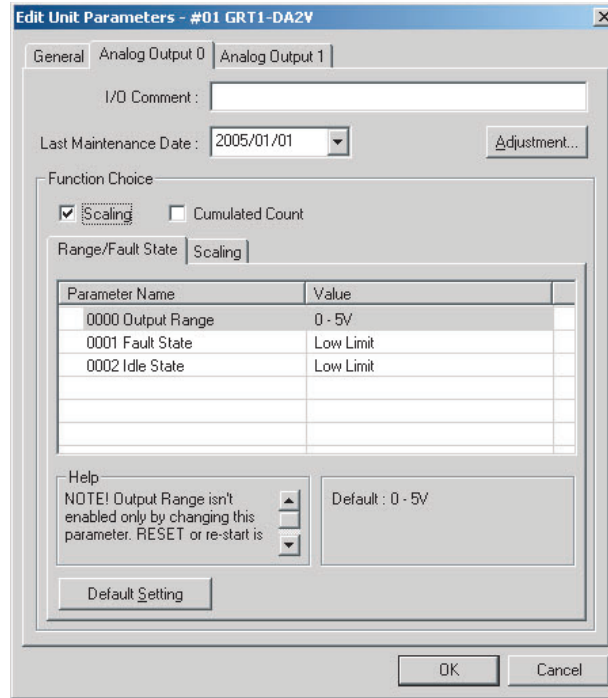 Edit Unit Parameters - #01 GRT1-DA2V
General Analog Output 0 Analog Output 1
I/O Comment :
Last Maintenance Date : 2005/01/01 Adjustment...
Function Choice
Scaling Cumulated Count
Range/Fault State Scaling
Parameter Name Value
0000 Output Range 0 - 5V
0001 Fault State Low Limit
0002 Idle State Low Limit
Help
NOTE! Output Range isn't
enabled only by changing this
parameter. RESET or re-start is
Default : 0 - 5V
Default Setting
OK Cancel